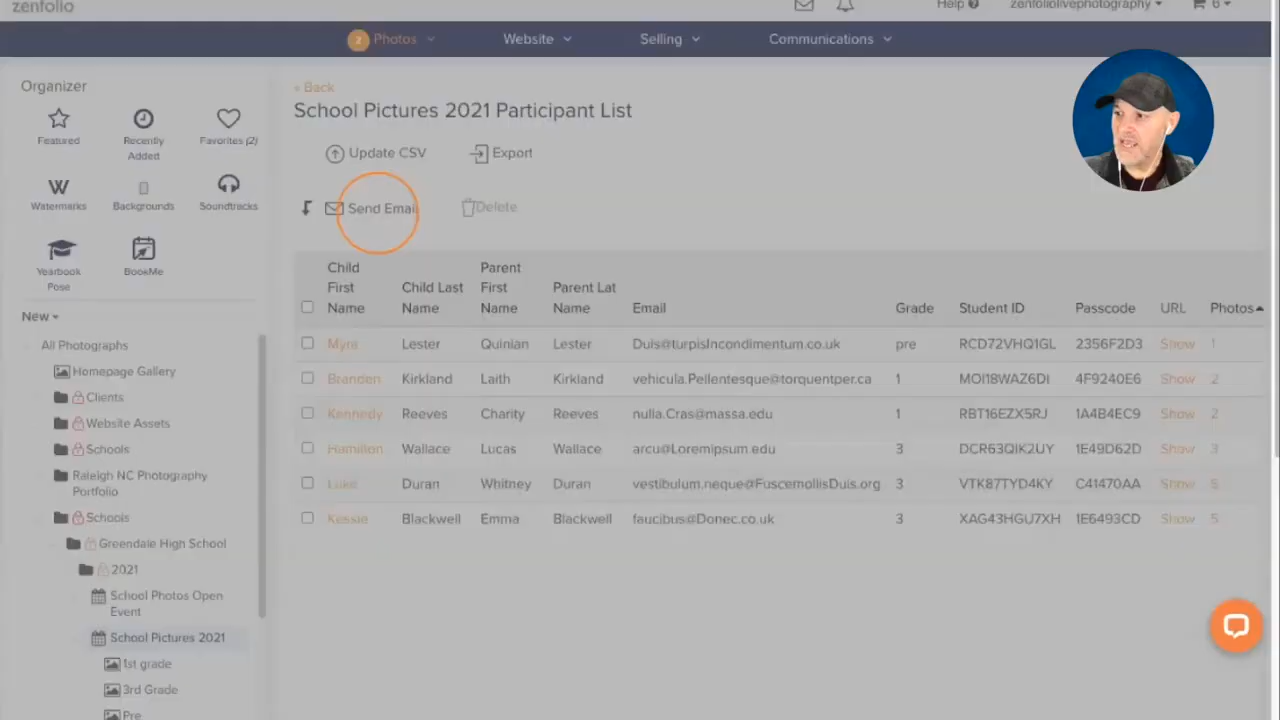 zenfolio
Help
zenfoliolivephotography
6
2 Photos
Website
Selling
Communications
Organizer
Featured
Recently
Added
Favorites (2)
Watermarks
Backgrounds
Soundtracks
Yearbook
Pose
BookMe
New
All Photographs
Homepage Gallery
Clients
Website Assets
Schools
Raleigh NC Photography
Portfolio
Schools
Greendale High School
2021
School Photos Open
Event
School Pictures 2021
1st grade
3rd Grade
Pre
« Back
School Pictures 2021 Participant List
Update CSV Export
Send Email Delete
Child First Name Child Last Name Parent First Name Parent Lat Name Email Grade Student ID Passcode URL Photos
Myra Lester Quinlan Lester Duis@turpisIncondimentum.co.uk pre RCD72VHQ1GL 2356F2D3 Show 1
Branden Kirkland Laith Kirkland vehicula.Pellentesque@torquentper.ca 1 MOI18WAZ6DI 4F9240E6 Show 2
Kennedy Reeves Charity Reeves nulla.Cras@massa.edu 1 RBT16EZX5RJ 1A4B4EC9 Show 2
Hamilton Wallace Lucas Wallace arcu@Loremipsum.edu 3 DCR63QIK2UY 1E49D62D Show 3
Luke Duran Whitney Duran vestibulum.neque@FuscemollisDuis.org 3 VTK87TYD4KY C41470AA Show 5
Kessie Blackwell Emma Blackwell faucibus@Donec.co.uk 3 XAG43HGU7XH 1E6493CD Show 5